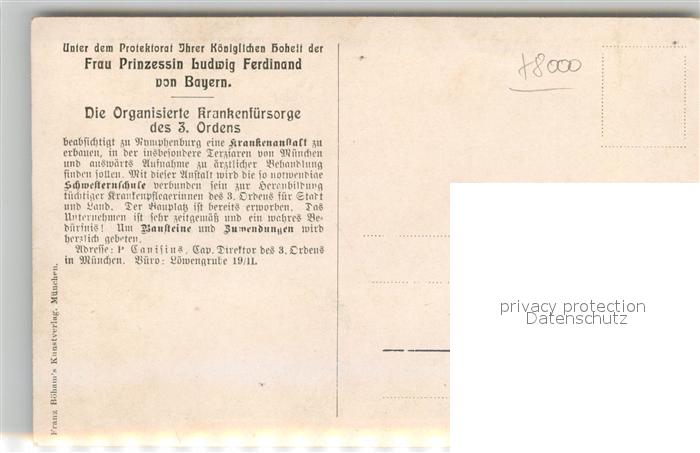 Unter dem Protektorat Ihrer Königlichen Hoheit der
Frau Prinzessin Ludwig Ferdinand
von Bayern.
Die Organisierte Krankenfürsorge
des 3. Ordens
beabsichtigt zu Nymphenburg eine Krankenanstalt zu
erbauen, in der insbesondere Terziaren von München
und auswärts Aufnahme zu ärztlicher Behandlung
finden sollen. Mit dieser Anstalt wird die so notwendige
Schwesternschule verbunden sein zur Heranbildung
tüchtiger Krankenpflegerinnen des 3. Ordens für Stadt
und Land. Der Bauplatz ist bereits erworben. Das
Unternehmen ist sehr zeitgemäß und ein wahres Be-
dürfnis! Um Bausteine und Zuwendungen wird
herzlich gebeten.
Adresse: P. Canisius, Cap. Direktor des 3. Ordens
in München. Büro: Löwengrube 19/II.
Franz Böham's Kunstverlag, München.
+8000
privacy protection
Datenschutz